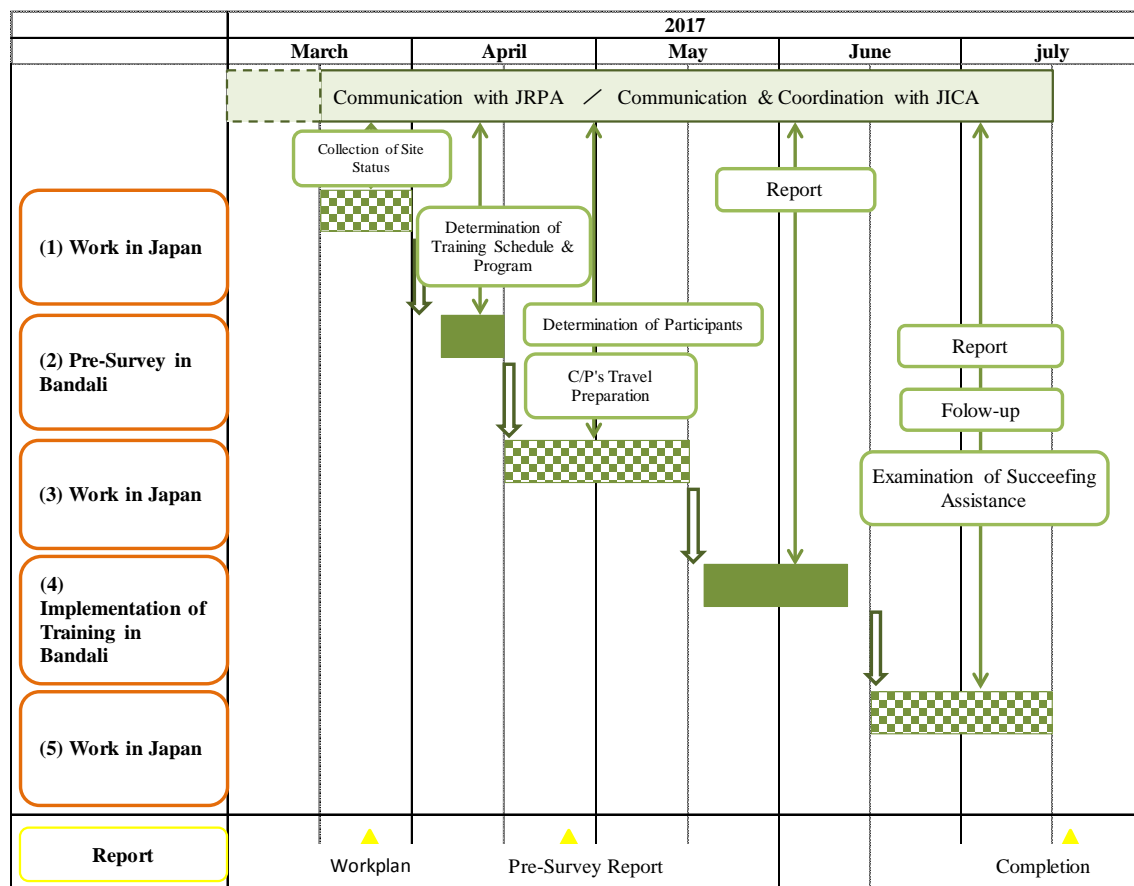 2017
March
April
May
June
july
Communication with JRPA ／ Communication & Coordination with JICA
Collection of Site
Status
Report
(1) Work in Japan
Determination of
Training Schedule &
Program
Determination of Participants
(2) Pre-Survey in
Bandali
Report
C/P's Travel
Preparation
Folow-up
(3) Work in Japan
Examination of Succeefing
Assistance
(4)
Implementation of
Training in
Bandali
(5) Work in Japan
Report
Workplan
Pre-Survey Report
Completion